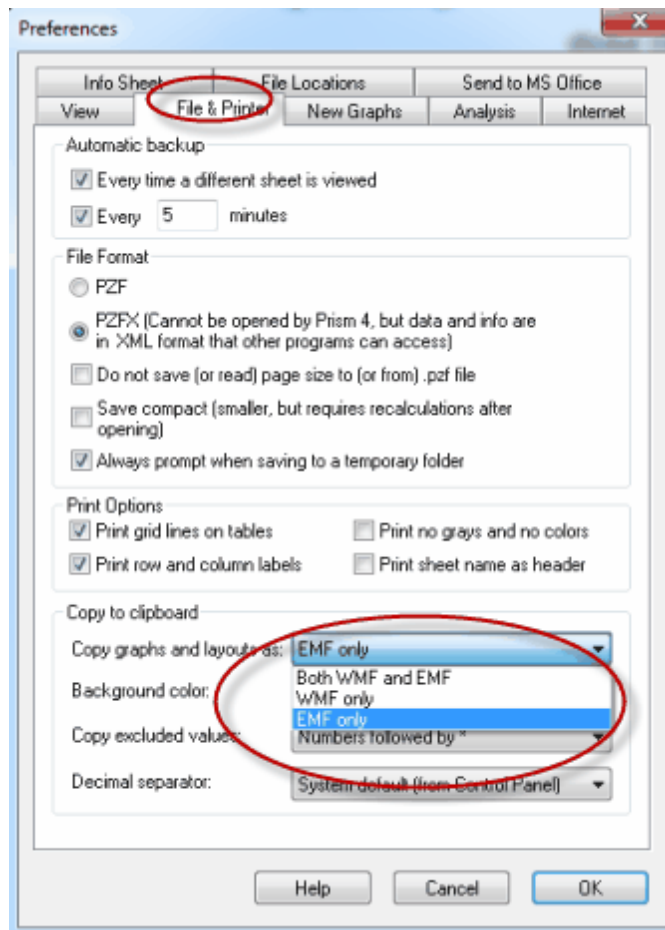 Preferences
Info Sheet File Locations Send to MS Office
View File & Printer New Graphs Analysis Internet
Automatic backup
Every time a different sheet is viewed
Every 5 minutes
File Format
PZF
PZFX (Cannot be opened by Prism 4, but data and info are
in XML format that other programs can access)
Do not save (or read) page size to (or from) .pzf file
Save compact (smaller, but requires recalculations after
opening)
Always prompt when saving to a temporary folder
Print Options
Print grid lines on tables Print no grays and no colors
Print row and column labels Print sheet name as header
Copy to clipboard
Copy graphs and layouts as: EMF only
Both WMF and EMF
Background color: WMF only
EMF only
Copy excluded values: Numbers followed by *
Decimal separator: System default (from Control Panel)
Help Cancel OK